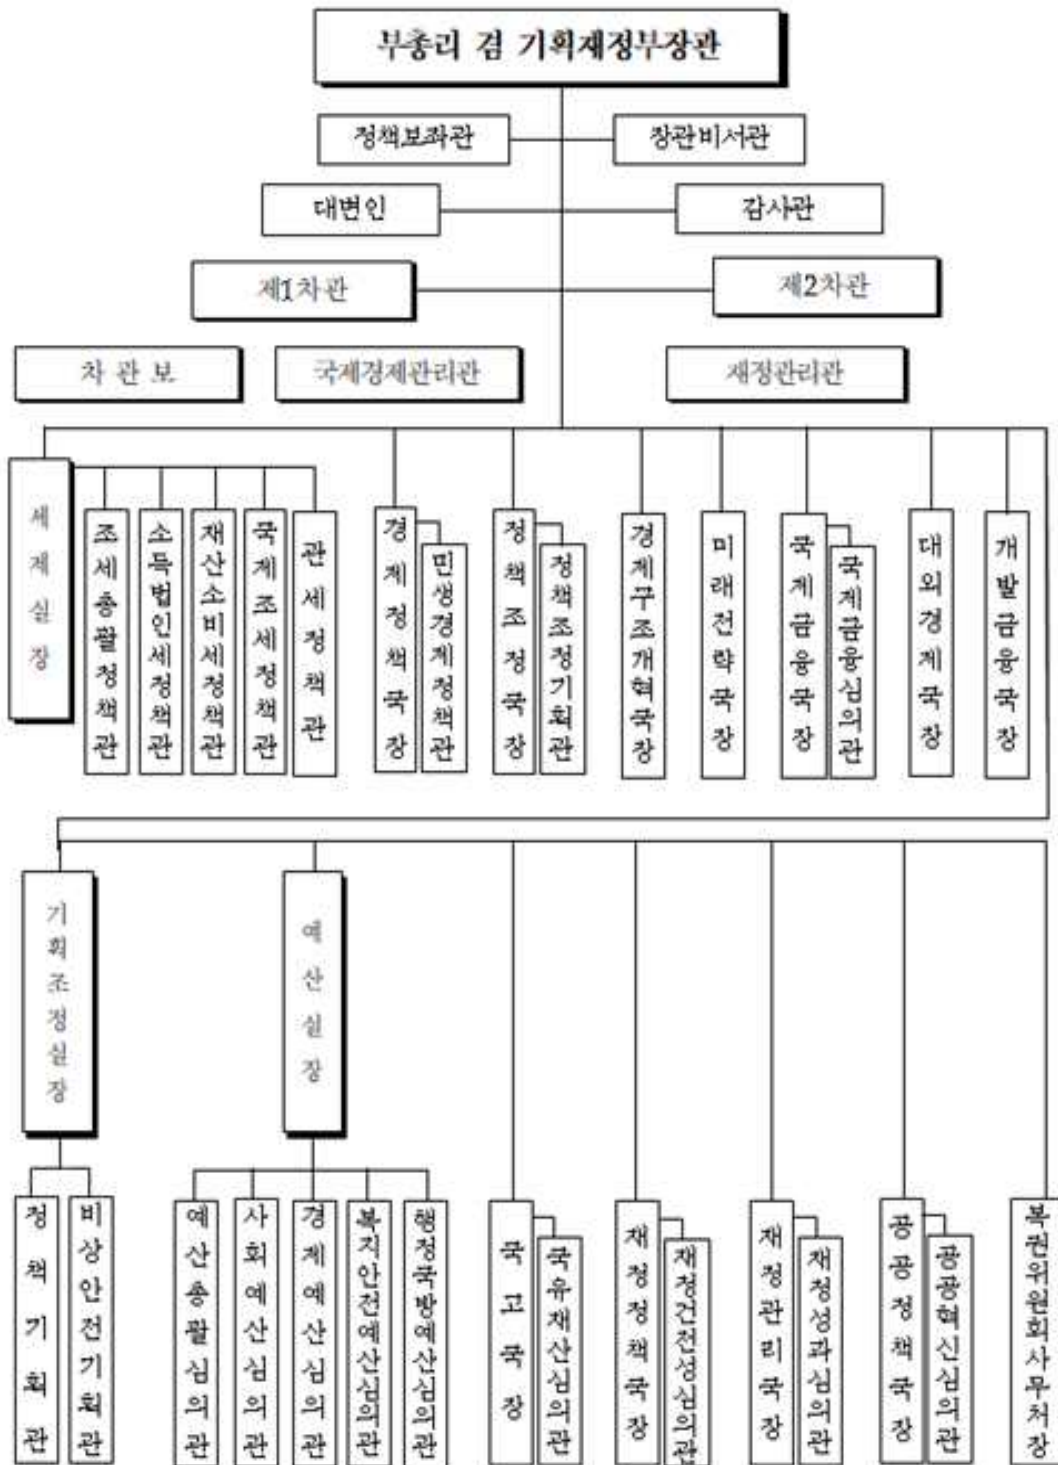 부총리 겸 기획재정부장관
정책보좌관
장관비서관
대변인
감사관
제1차관
제2차관
차 관 보
국제경제관리관
재정관리관
세제실장
조세총괄정책관
소득법인세정책관
재산소비세정책관
국제조세정책관
관세정책관
경제정책국장
민생경제정책관
정책조정국장
정책조정기획관
경제구조개혁국장
미래전략국장
국제금융국장
국제금융심의관
대외경제국장
개발금융국장
기획조정실장
예산실장
정책기획관
비상안전기획관
예산총괄심의관
사회예산심의관
경제예산심의관
복지안전예산심의관
행정국방예산심의관
국고국장
국유재산심의관
재정정책국장
재정건전성심의관
재정관리국장
재정성과심의관
공공정책국장
공공혁신심의관
복권위원회사무처장